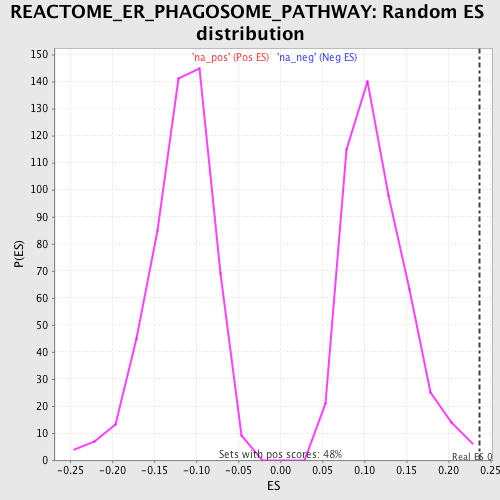 REACTOME_ER_PHAGOSOME_PATHWAY: Random ES
distribution
'na_pos' (Pos ES) 'na_neg' (Neg ES)
150
140
130
120
110
100
90
80
70
60
50
40
30
20
10
0
P(ES)
Sets with pos scores: 48%
Real ES 0
-0.25 -0.20 -0.15 -0.10 -0.05 0.00 0.05 0.10 0.15 0.20 0.25
ES